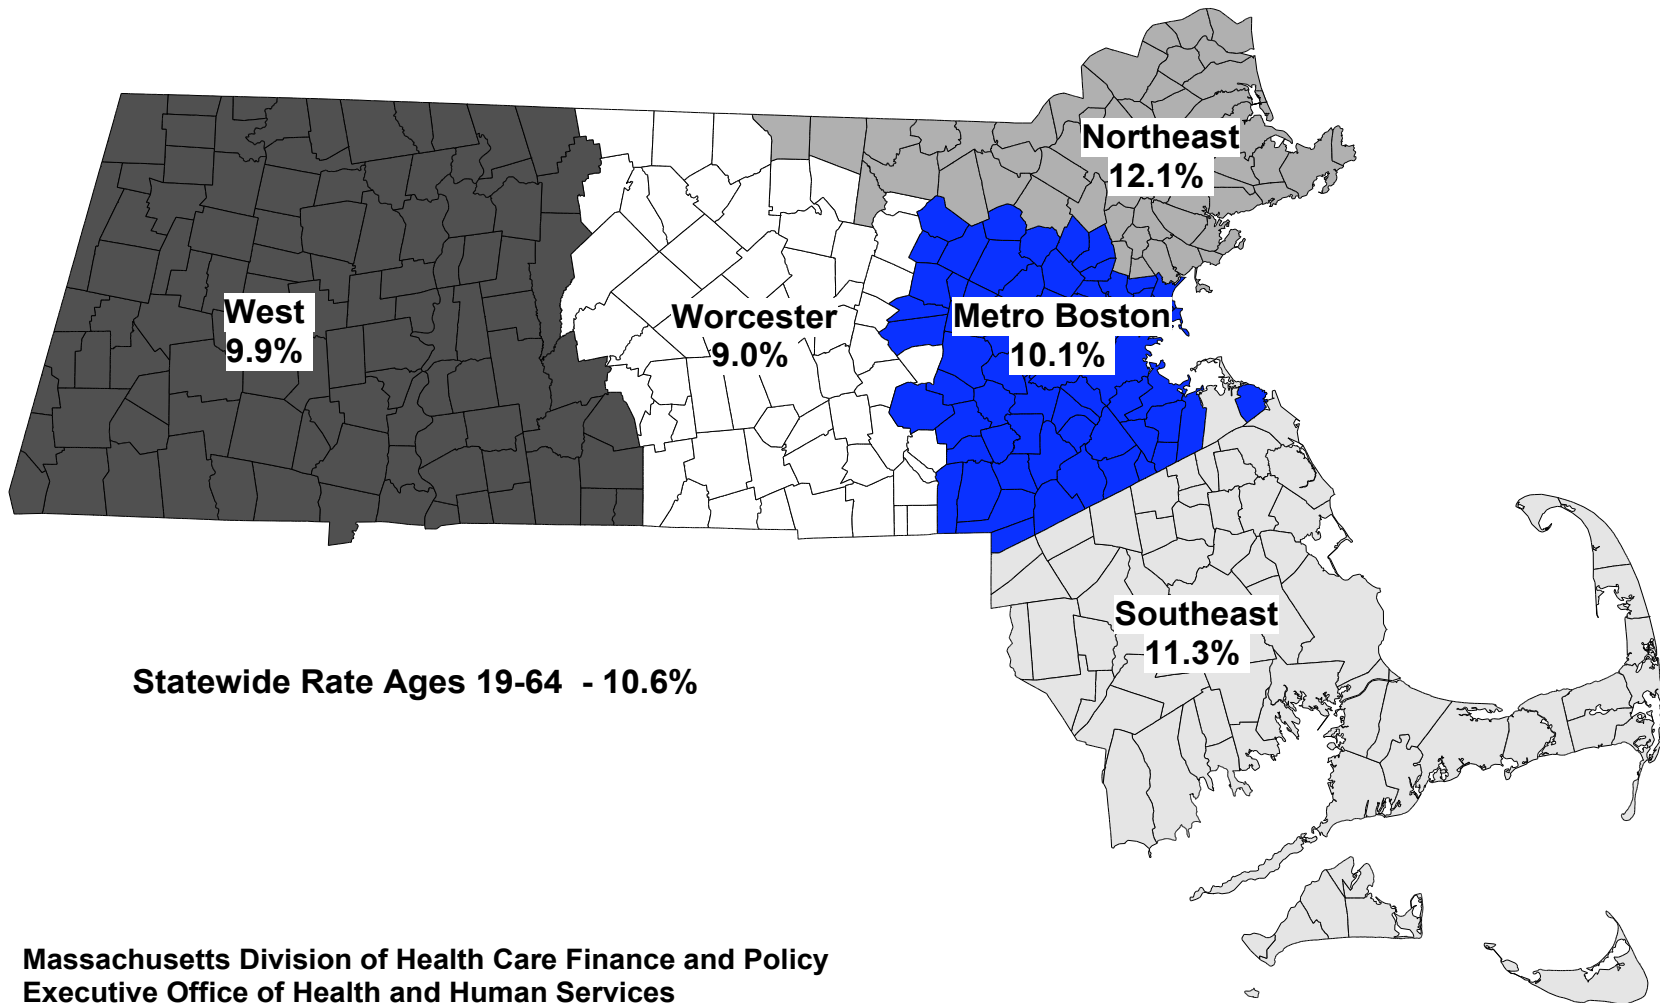 Northeast
12.1%
West
9.9%
Worcester
9.0%
Metro Boston
10.1%
Southeast
11.3%
Statewide Rate Ages 19-64  - 10.6%
Massachusetts Division of Health Care Finance and Policy
Executive Office of Health and Human Services